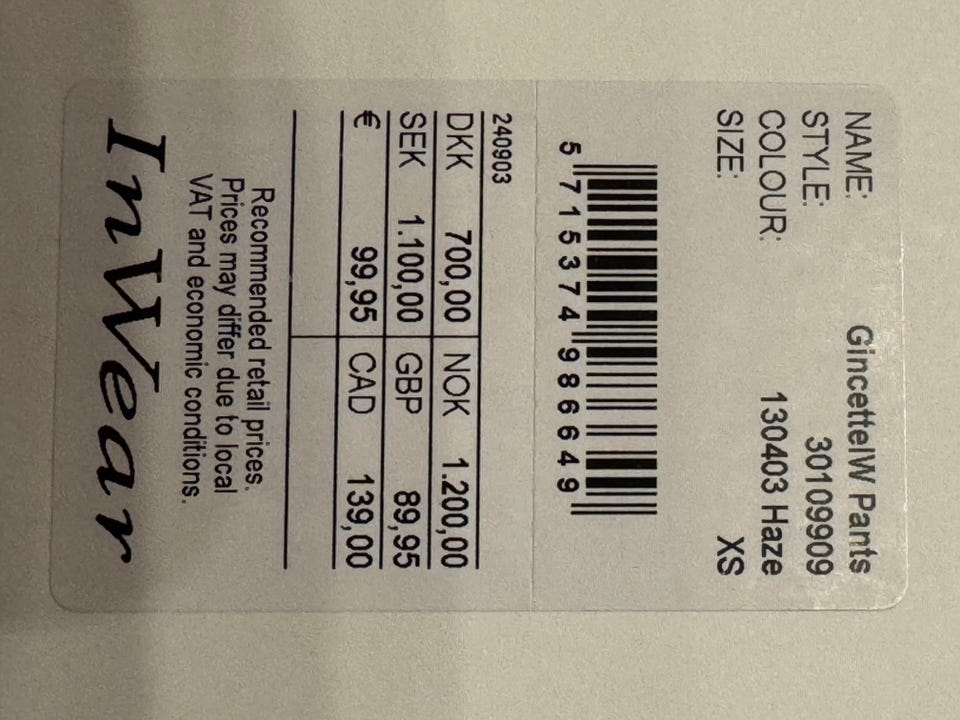 NAME: GincetteIW Pants
STYLE: 30109909
COLOUR: 130403 Haze
SIZE: XS
5 715374 986649
240903
DKK 700,00 NOK 1.200,00
SEK 1.100,00 GBP 89,95
€ 99,95 CAD 139,00
Recommended retail prices.
Prices may differ due to local
VAT and economic conditions.
InWear